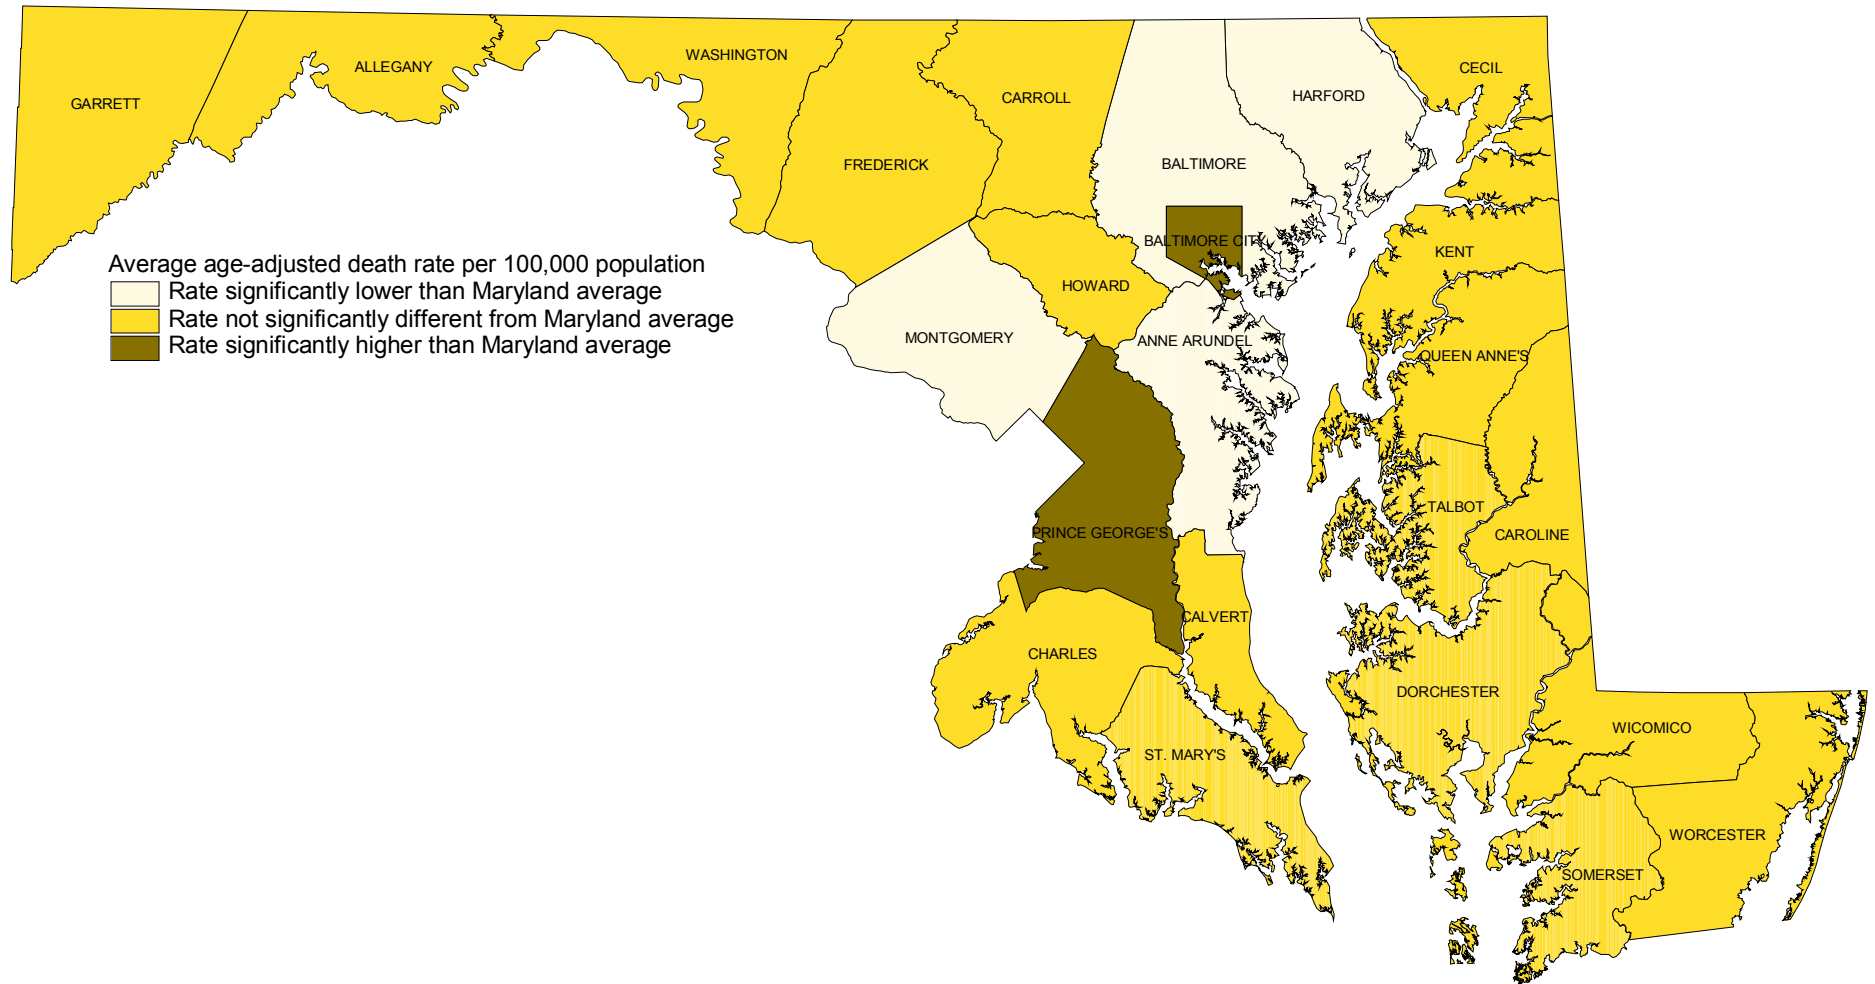 ALLEGANY
WASHINGTON
CECIL
GARRETT
CARROLL
HARFORD
FREDERICK
BALTIMORE
BALTIMORE CITY
KENT
Average age-adjusted death rate per 100,000 population
Rate significantly lower than Maryland average
Rate not significantly different from Maryland average
Rate significantly higher than Maryland average
HOWARD
MONTGOMERY
ANNE ARUNDEL
QUEEN ANNE'S
TALBOT
PRINCE GEORGE'S
CAROLINE
CALVERT
CHARLES
DORCHESTER
WICOMICO
ST. MARY'S
WORCESTER
SOMERSET